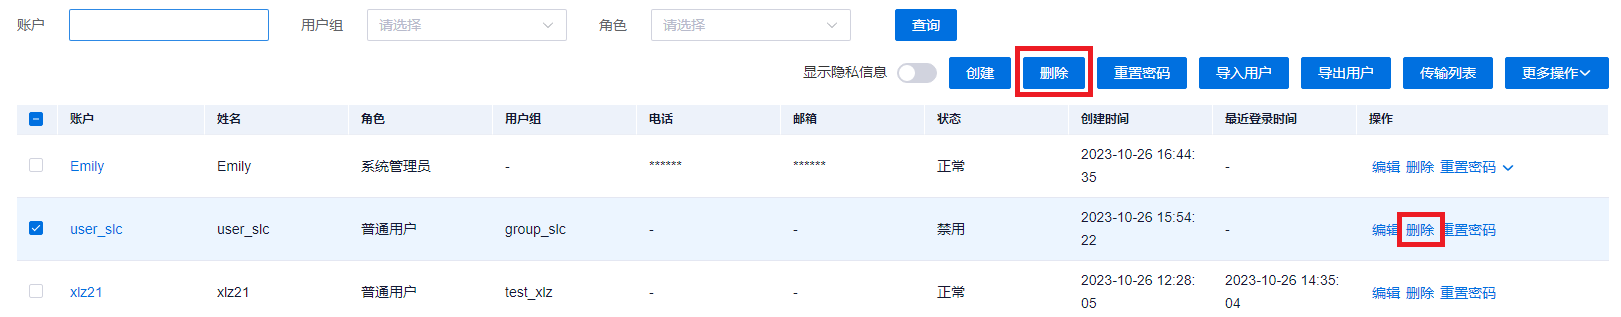 账户 用户组 请选择 角色 请选择 查询
显示隐私信息 创建 删除 重置密码 导入用户 导出用户 传输列表 更多操作
账户 姓名 角色 用户组 电话 邮箱 状态 创建时间 最近登录时间 操作
Emily Emily 系统管理员 - ****** ****** 正常 2023-10-26 16:44:
35 - 编辑 删除 重置密码
user_slc user_slc 普通用户 group_slc - - 禁用 2023-10-26 15:54:
22 - 编辑 删除 重置密码
xlz21 xlz21 普通用户 test_xlz - - 正常 2023-10-26 12:28: 2023-10-26 14:35:
05 04 编辑 删除 重置密码